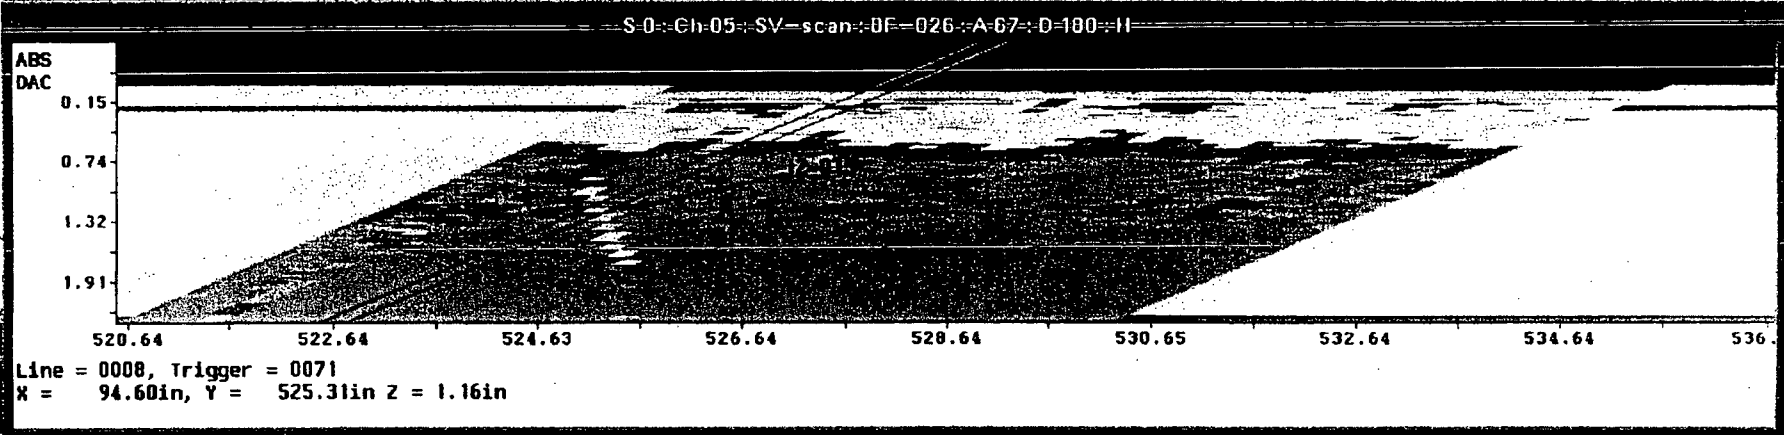 S-0 : Ch-05 : SV-scan : BF-026 : A-67 : D-180 : H
ABS
DAC
0.15
0.74
1.32
1.91
520.64 522.64 524.63 526.64 528.64 530.65 532.64 534.64 536.
Line = 0008, Trigger = 0071
X = 94.60in, Y = 525.31in Z = 1.16in